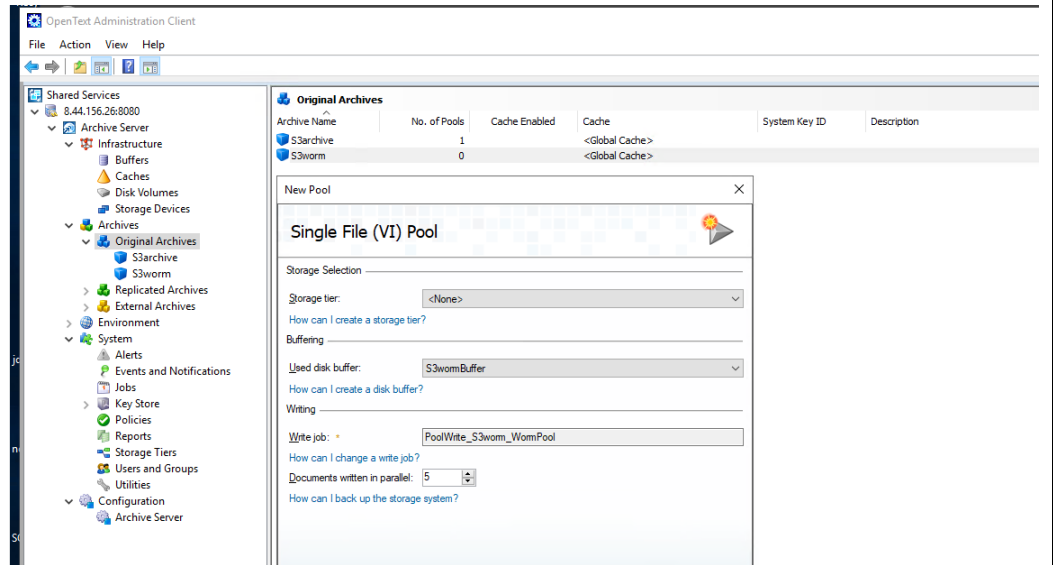 OpenText Administration Client
File Action View Help
Shared Services
8.44.156.26:8080
Archive Server
Infrastructure
Buffers
Caches
Disk Volumes
Storage Devices
Archives
Original Archives
S3archive
S3worm
Replicated Archives
External Archives
Environment
System
Alerts
Events and Notifications
Jobs
Key Store
Policies
Reports
Storage Tiers
Users and Groups
Utilities
Configuration
Archive Server
Original Archives
Archive Name No. of Pools Cache Enabled Cache System Key ID Description
S3archive 1 <Global Cache>
S3worm 0 <Global Cache>
New Pool
Single File (VI) Pool
Storage Selection
Storage tier: <None>
How can I create a storage tier?
Buffering
Used disk buffer: S3wormBuffer
How can I create a disk buffer?
Writing
Write job: * PoolWrite_S3worm_WormPool
How can I change a write job?
Documents written in parallel: 5
How can I back up the storage system?